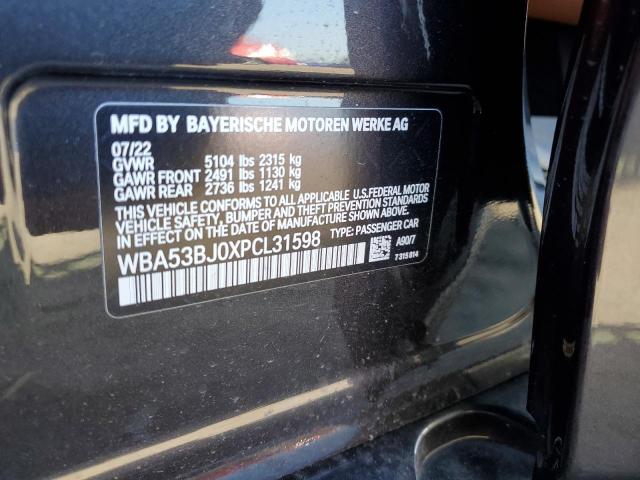 MFD BY BAYERISCHE MOTOREN WERKE AG
07/22
GVWR 5104 lbs 2315 kg
GAWR FRONT 2491 lbs 1130 kg
GAWR REAR 2736 lbs 1241 kg
THIS VEHICLE CONFORMS TO ALL APPLICABLE U.S.FEDERAL MOTOR
VEHICLE SAFETY, BUMPER, AND THEFT PREVENTION STANDARDS
IN EFFECT ON THE DATE OF MANUFACTURE SHOWN ABOVE.
WBA53BJ0XPCL31598 TYPE: PASSENGER CAR
A90/7
7 315 814